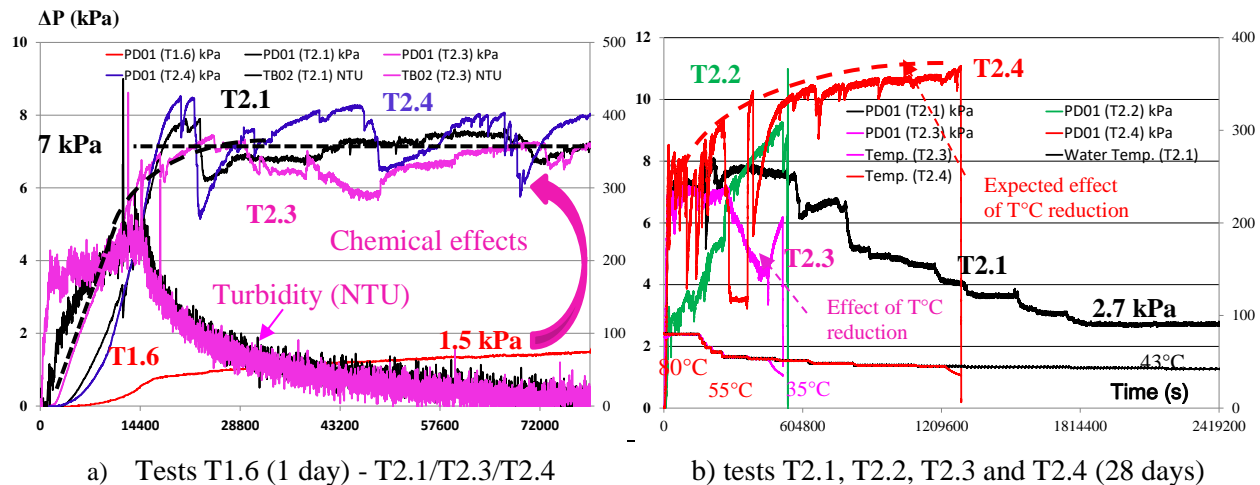 ΔP (kPa)
10
8
6
4
2
0
500
400
300
200
100
0
PD01 (T1.6) kPa
PD01 (T2.1) kPa
PD01 (T2.3) kPa
PD01 (T2.4) kPa
TB02 (T2.1) NTU
TB02 (T2.3) NTU
T2.1
T2.4
7 kPa
T2.3
Chemical effects
Turbidity (NTU)
1.5 kPa
T1.6
0
14400
28800
43200
57600
72000
a) Tests T1.6 (1 day) - T2.1/T2.3/T2.4
12
10
8
6
4
2
0
400
300
200
100
0
T2.2
T2.4
PD01 (T2.1) kPa
PD01 (T2.2) kPa
PD01 (T2.3) kPa
PD01 (T2.4) kPa
Temp. (T2.3)
Water Temp. (T2.1)
Temp. (T2.4)
Expected effect
of T°C reduction
T2.3
T2.1
Effect of T°C
reduction
2.7 kPa
80°C
55°C
35°C
43°C
Time (s)
0
604800
1209600
1814400
2419200
b) tests T2.1, T2.2, T2.3 and T2.4 (28 days)